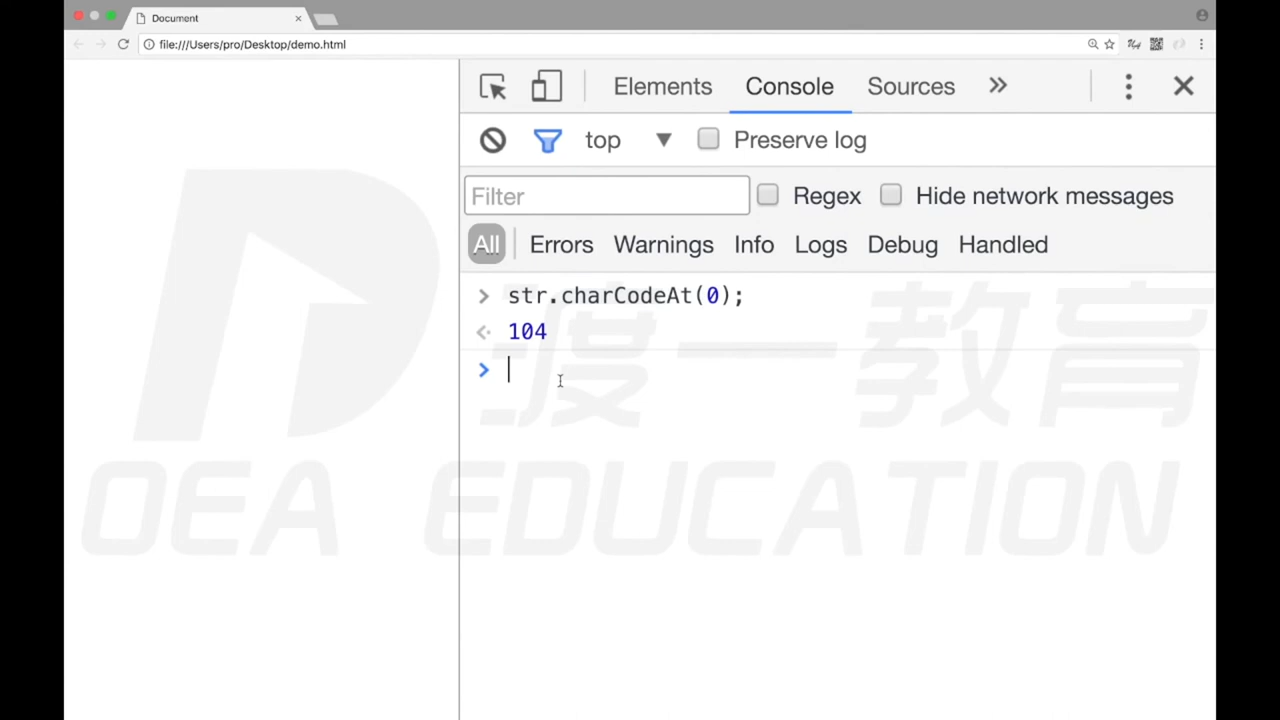 Document
file:///Users/pro/Desktop/demo.html
Elements Console Sources
top Preserve log
Filter Regex Hide network messages
All Errors Warnings Info Logs Debug Handled
> str.charCodeAt(0);
104
>
渡一教育
OEA EDUCATION